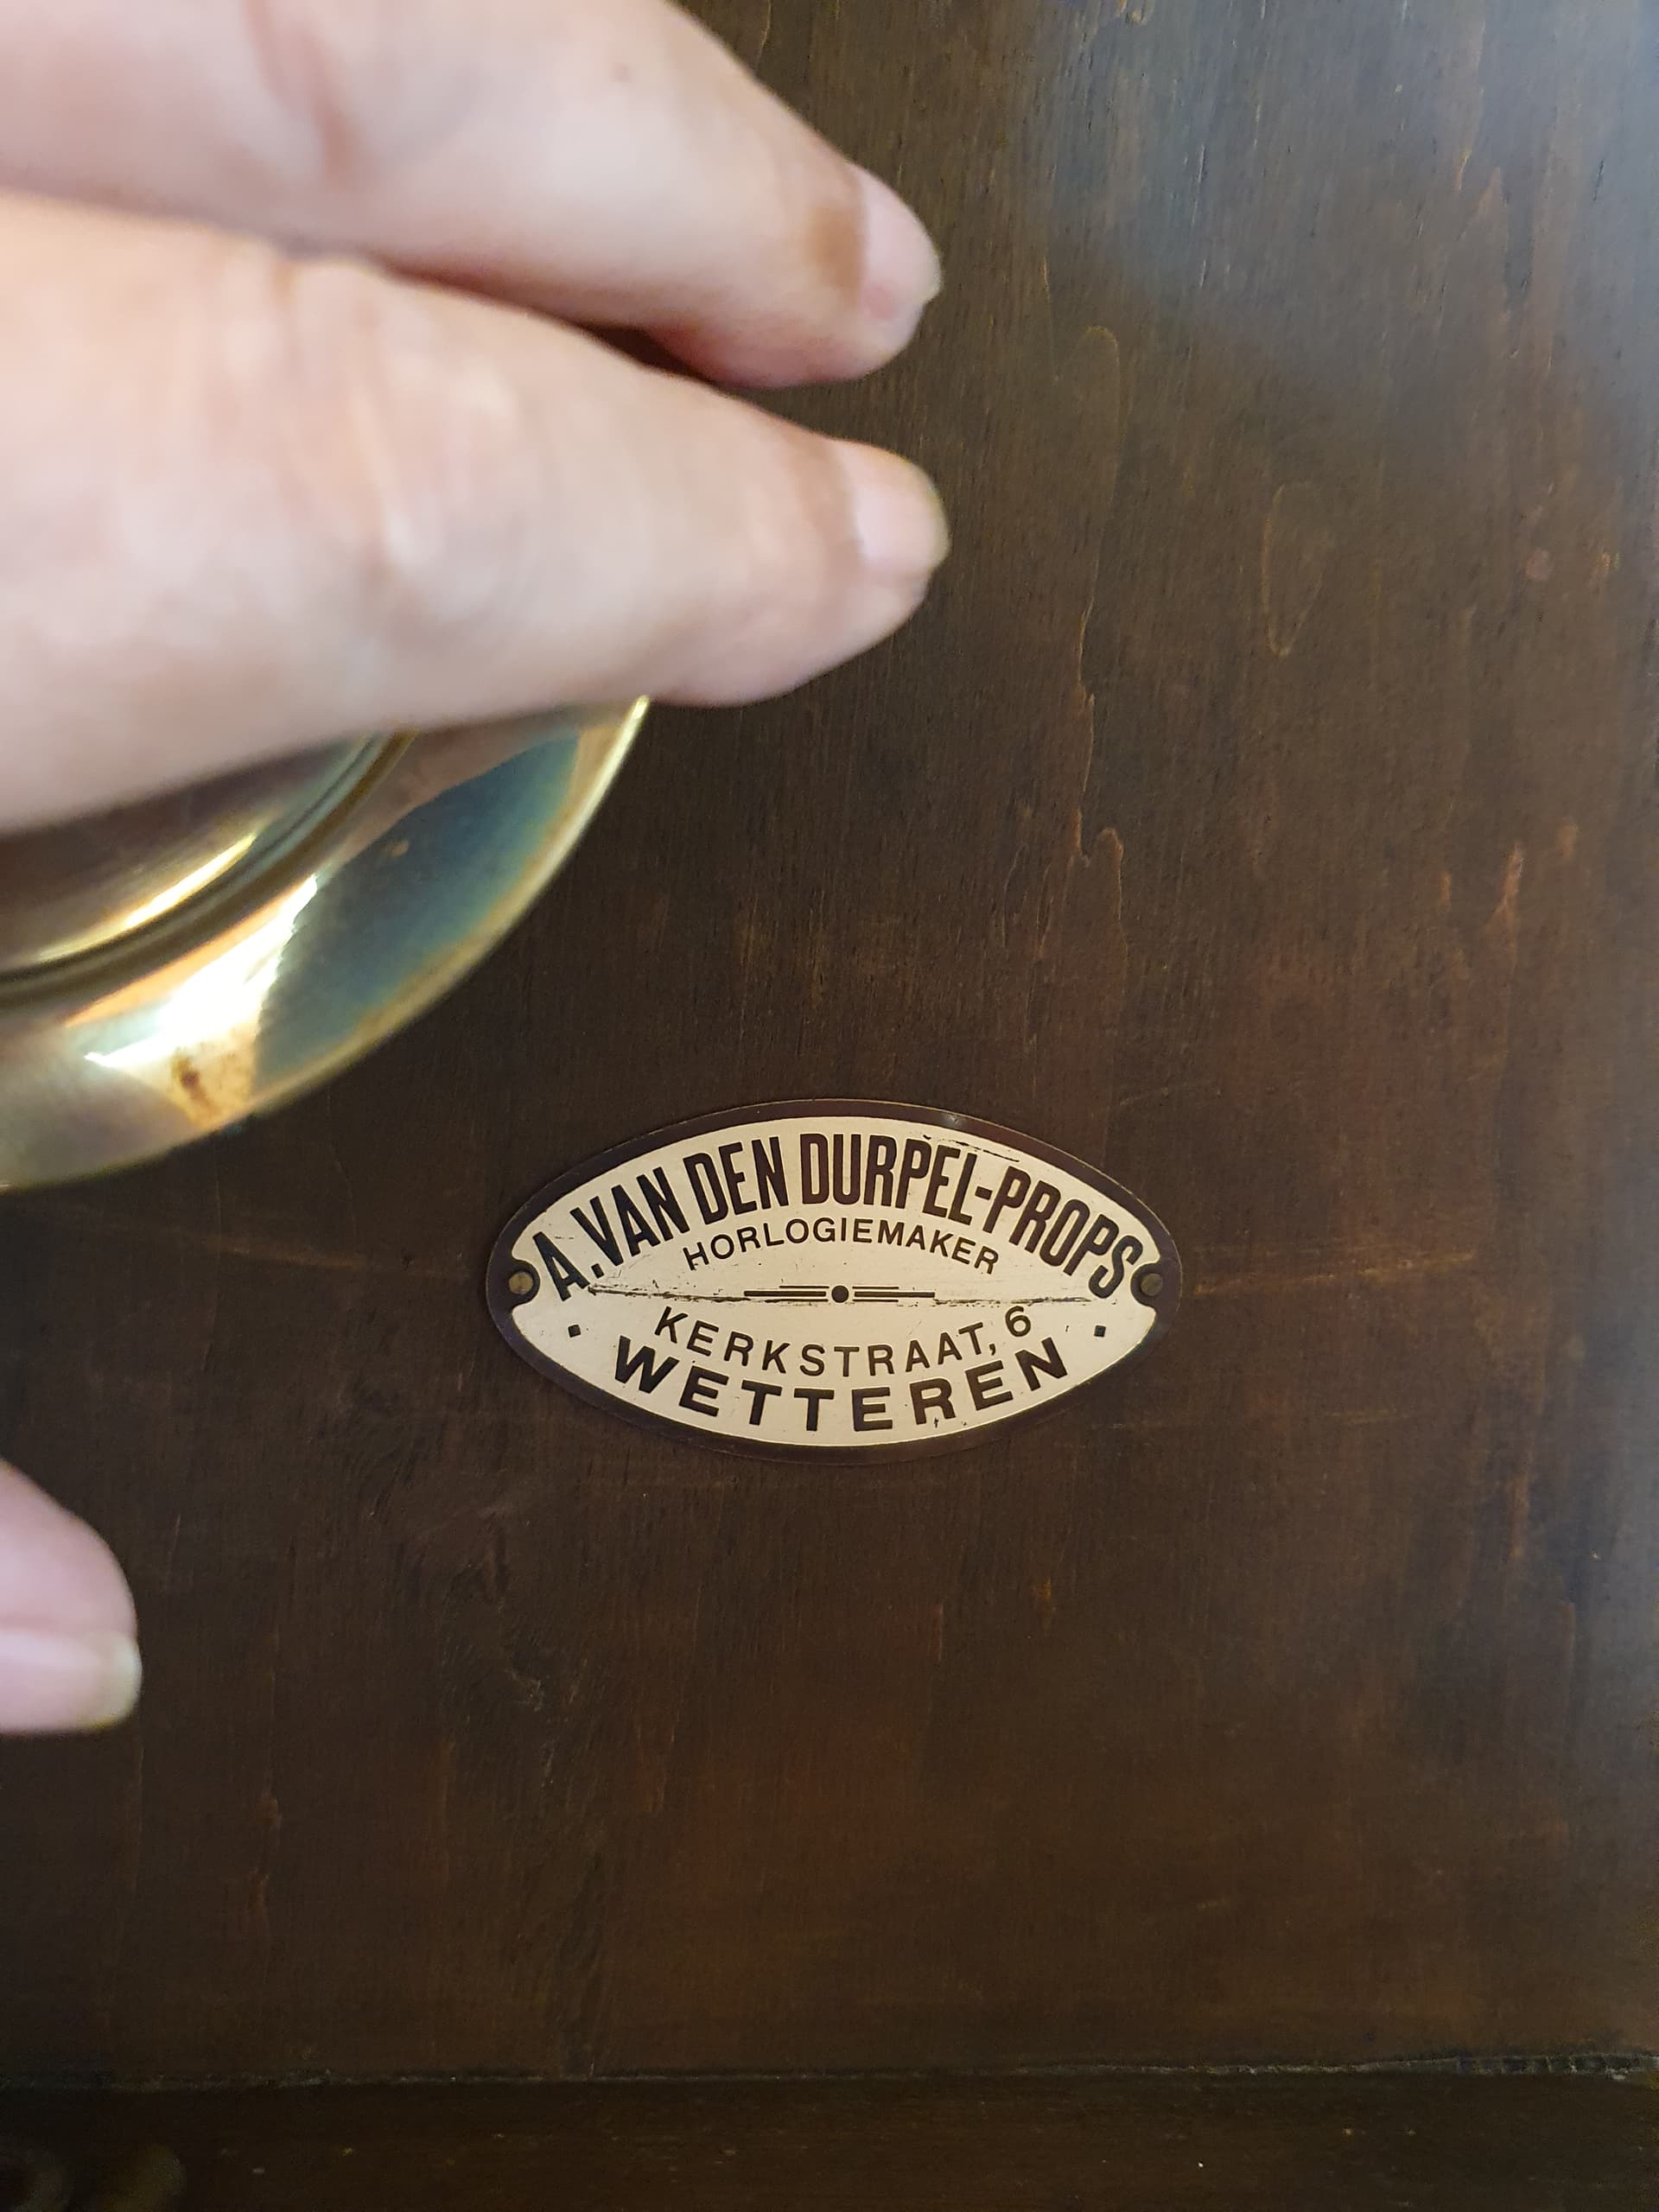 A. VAN DEN DURPEL-PROPS
HORLOGIEMAKER
KERKSTRAAT, 6
WETTEREN